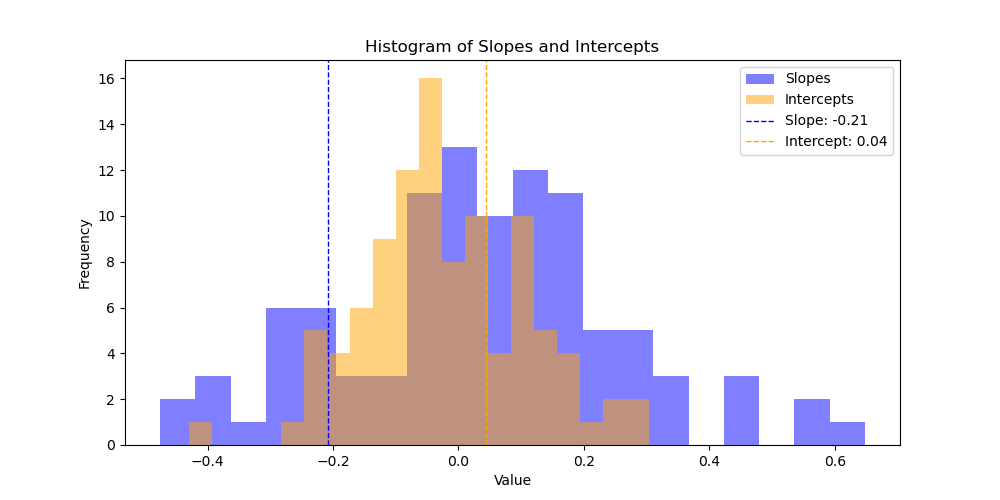 Histogram of Slopes and Intercepts
Slopes
Intercepts
Slope: -0.21
Intercept: 0.04
Frequency
16
14
12
10
8
6
4
2
0
−0.4
−0.2
0.0
0.2
0.4
0.6
Value